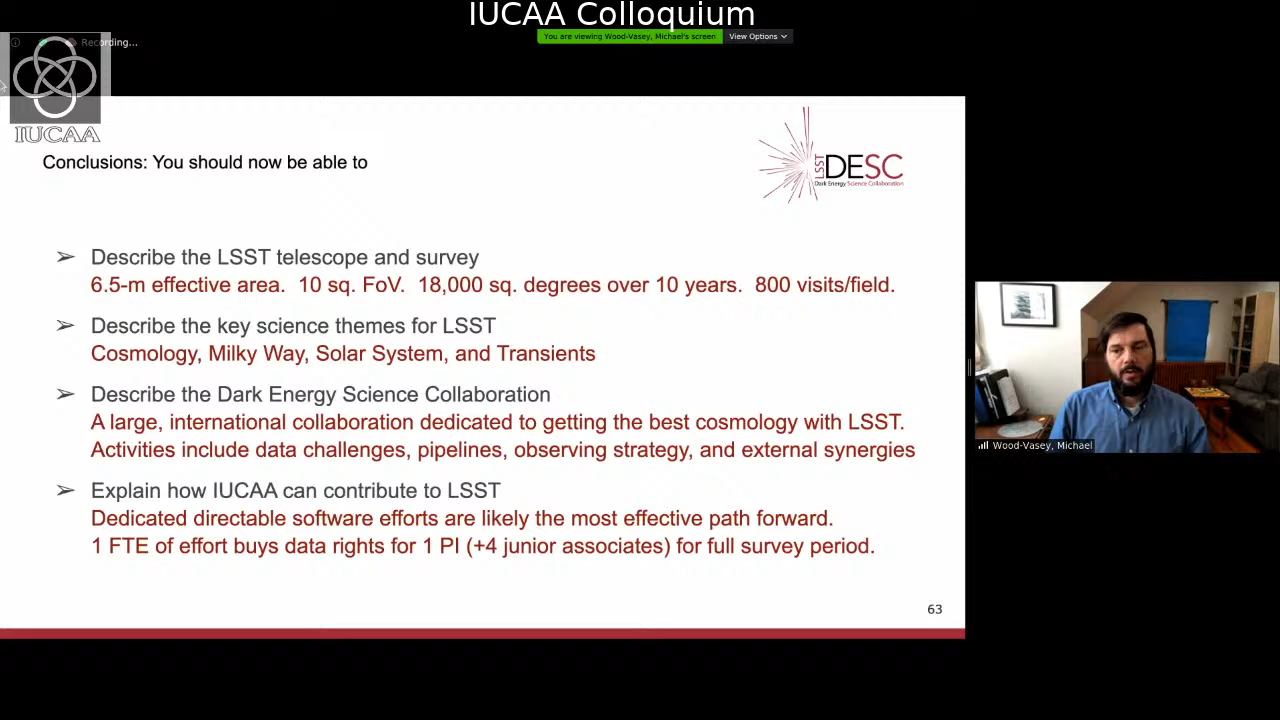 IUCAA Colloquium
Recording...
You are viewing Wood-Vasey, Michael's screen
View Options
IUCAA
Conclusions: You should now be able to
LSST
DESC
Dark Energy Science Collaboration
➢ Describe the LSST telescope and survey
6.5-m effective area.  10 sq. FoV.  18,000 sq. degrees over 10 years.  800 visits/field.
➢ Describe the key science themes for LSST
Cosmology, Milky Way, Solar System, and Transients
➢ Describe the Dark Energy Science Collaboration
A large, international collaboration dedicated to getting the best cosmology with LSST.
Activities include data challenges, pipelines, observing strategy, and external synergies
➢ Explain how IUCAA can contribute to LSST
Dedicated directable software efforts are likely the most effective path forward.
1 FTE of effort buys data rights for 1 PI (+4 junior associates) for full survey period.
63
Wood-Vasey, Michael